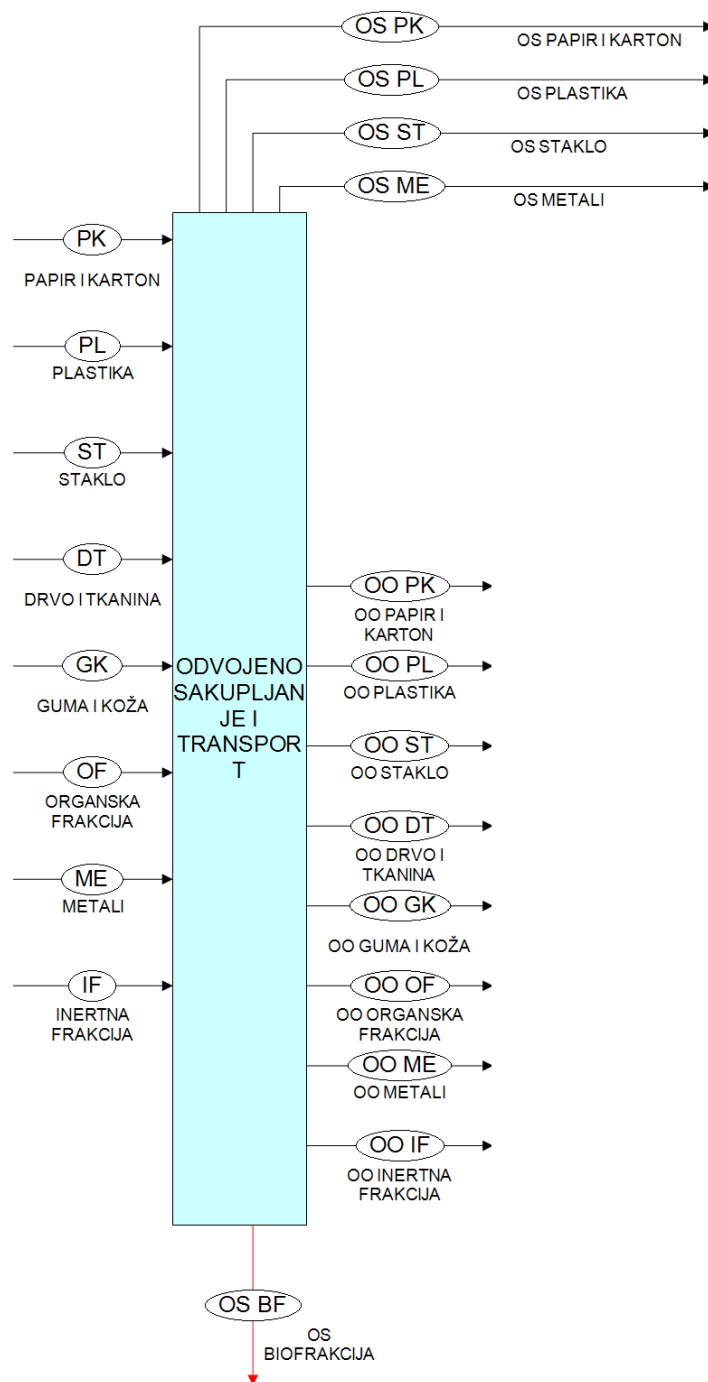 OS PK
OS PAPIR I KARTON
OS PL
OS PLASTIKA
OS ST
OS STAKLO
OS ME
OS METALI
PK
PAPIR I KARTON
PL
PLASTIKA
ST
STAKLO
DT
DRVO I TKANINA
GK
GUMA I KOŽA
OF
ORGANSKA
FRAKCIJA
ME
METALI
IF
INERTNA
FRAKCIJA
ODVOJENO
SAKUPLJAN
JE I
TRANSPOR
T
OO PK
OO PAPIR I
KARTON
OO PL
OO PLASTIKA
OO ST
OO STAKLO
OO DT
OO DRVO I
TKANINA
OO GK
OO GUMA I KOŽA
OO OF
OO ORGANSKA
FRAKCIJA
OO ME
OO METALI
OO IF
OO INERTNA
FRAKCIJA
OS BF
OS
BIOFRAKCIJA